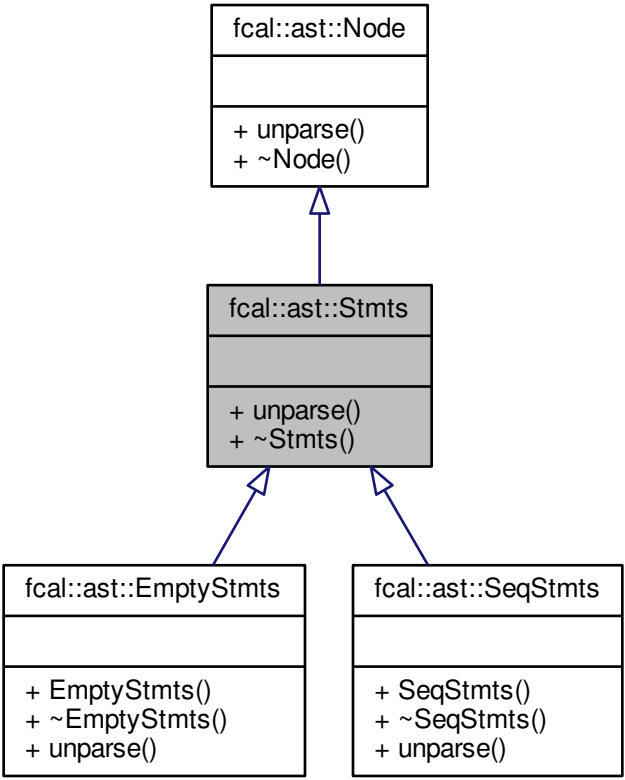 fcal::ast::Node
+ unparse()
+ ~Node()
fcal::ast::Stmts
+ unparse()
+ ~Stmts()
fcal::ast::EmptyStmts
+ EmptyStmts()
+ ~EmptyStmts()
+ unparse()
fcal::ast::SeqStmts
+ SeqStmts()
+ ~SeqStmts()
+ unparse()